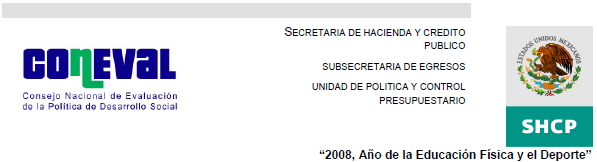 CONEVAL
Consejo Nacional de Evaluación
de la Política de Desarrollo Social
SECRETARIA DE HACIENDA Y CREDITO
PUBLICO
SUBSECRETARIA DE EGRESOS
UNIDAD DE POLITICA Y CONTROL
PRESUPUESTARIO
ESTADOS UNIDOS MEXICANOS
SHCP
“2008, Año de la Educación Física y el Deporte”